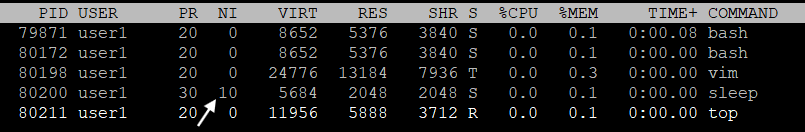 PID USER PR NI VIRT RES SHR S %CPU %MEM TIME+ COMMAND
79871 user1 20 0 8652 5376 3840 S 0.0 0.1 0:00.08 bash
80172 user1 20 0 8652 5376 3840 S 0.0 0.1 0:00.00 bash
80198 user1 20 0 24776 13184 7936 T 0.0 0.3 0:00.00 vim
80200 user1 30 10 5684 2048 2048 S 0.0 0.1 0:00.00 sleep
80211 user1 20 0 11956 5888 3712 R 0.0 0.1 0:00.00 top